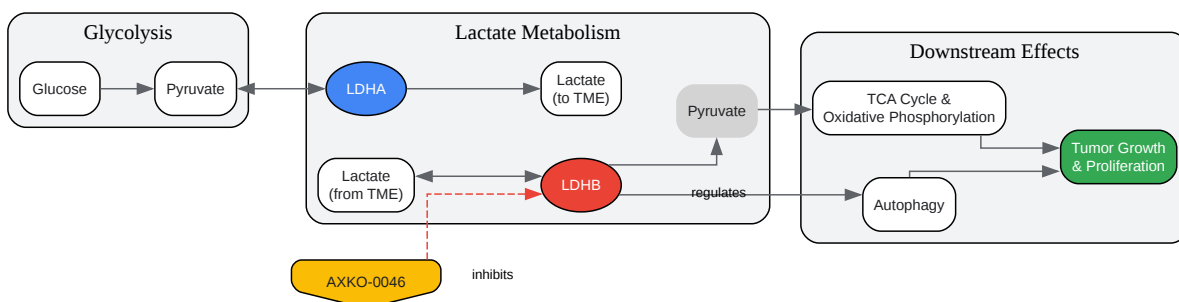 Glycolysis
Glucose
Pyruvate
Lactate Metabolism
LDHA
Lactate
(to TME)
Pyruvate
Lactate
(from TME)
LDHB
regulates
Downstream Effects
TCA Cycle &
Oxidative Phosphorylation
Autophagy
Tumor Growth
& Proliferation
AXKO-0046
inhibits